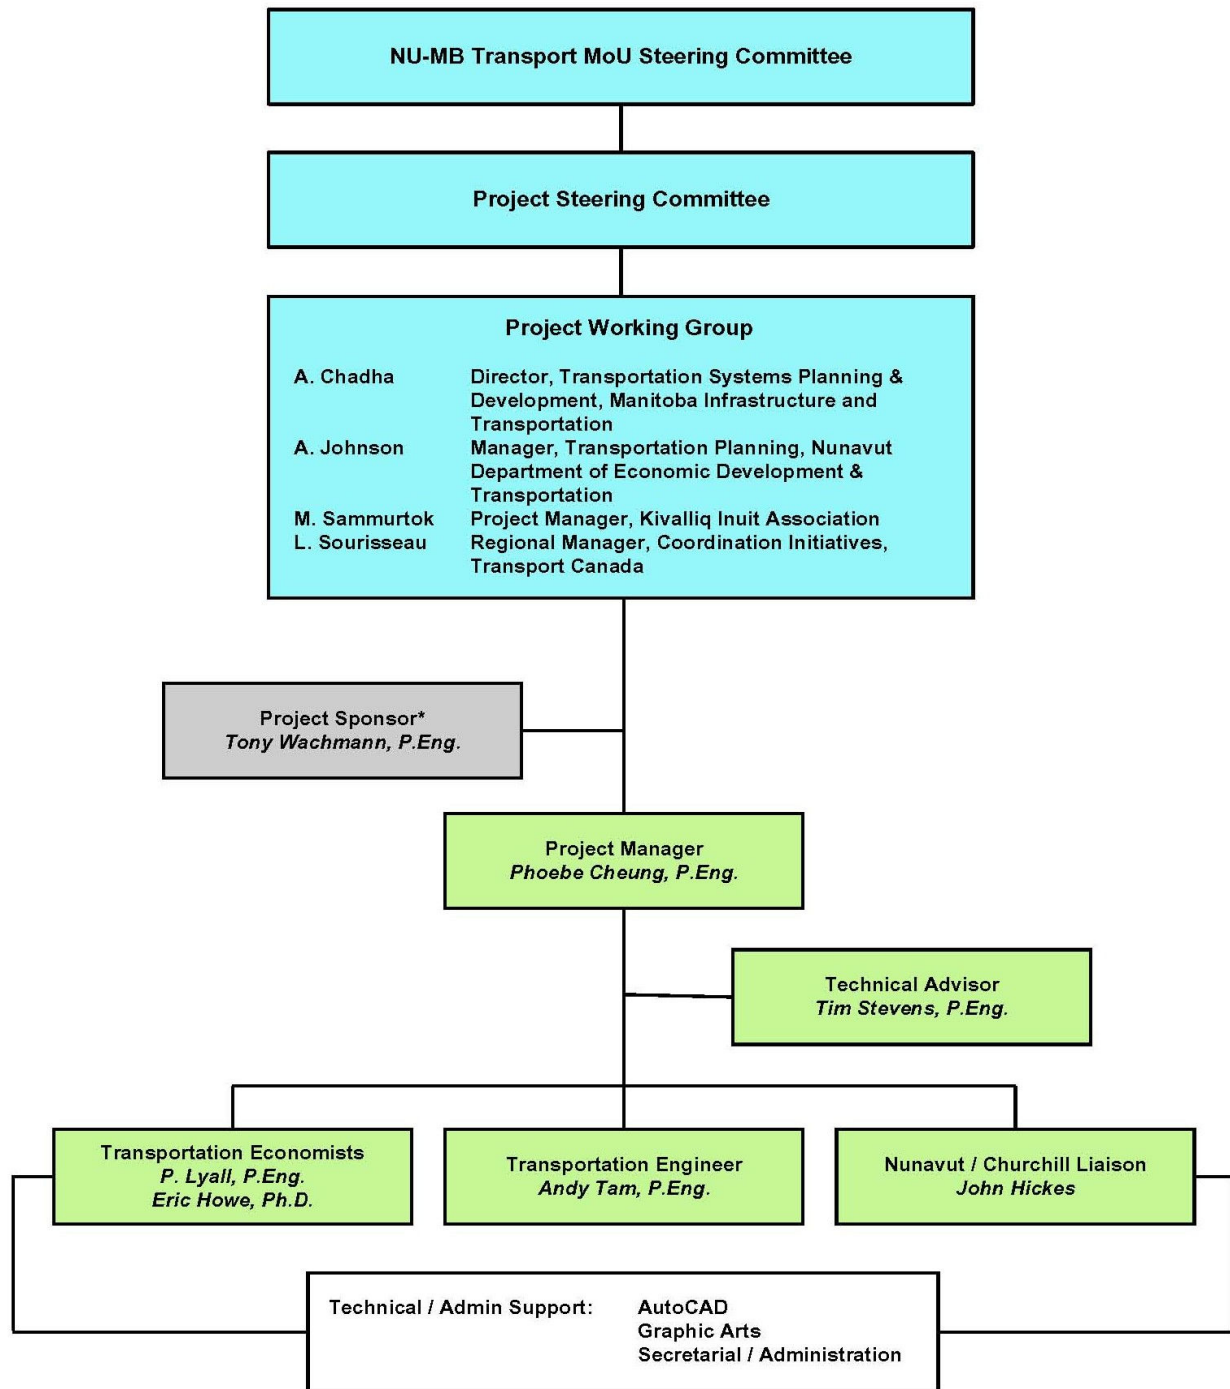 NU-MB Transport MoU Steering Committee
Project Steering Committee
Project Working Group
A. Chadha Director, Transportation Systems Planning &
Development, Manitoba Infrastructure and
Transportation
A. Johnson Manager, Transportation Planning, Nunavut
Department of Economic Development &
Transportation
M. Sammurtok Project Manager, Kivalliq Inuit Association
L. Sourisseau Regional Manager, Coordination Initiatives,
Transport Canada
Project Sponsor*
Tony Wachmann, P.Eng.
Project Manager
Phoebe Cheung, P.Eng.
Technical Advisor
Tim Stevens, P.Eng.
Transportation Economists
P. Lyall, P.Eng.
Eric Howe, Ph.D.
Transportation Engineer
Andy Tam, P.Eng.
Nunavut / Churchill Liaison
John Hickes
Technical / Admin Support: AutoCAD
Graphic Arts
Secretarial / Administration